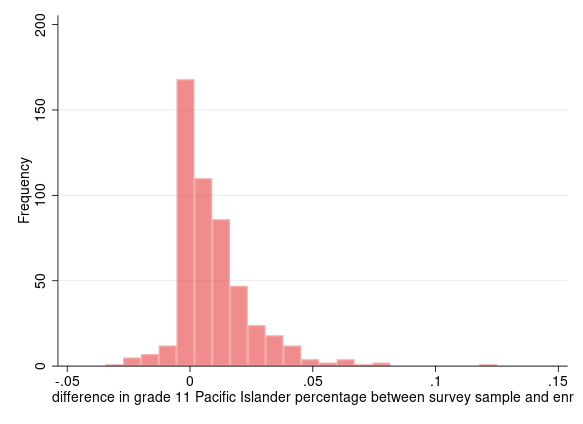 200
150
100
50
0
Frequency
-.05 0 .05 .1 .15
difference in grade 11 Pacific Islander percentage between survey sample and enr